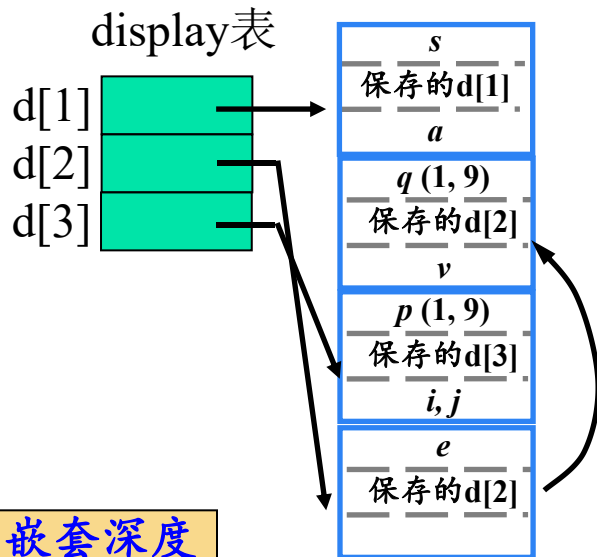 display表
d[1]
d[2]
d[3]
s
保存的d[1]
a
q (1, 9)
保存的d[2]
v
p (1, 9)
保存的d[3]
i, j
e
保存的d[2]
嵌套深度